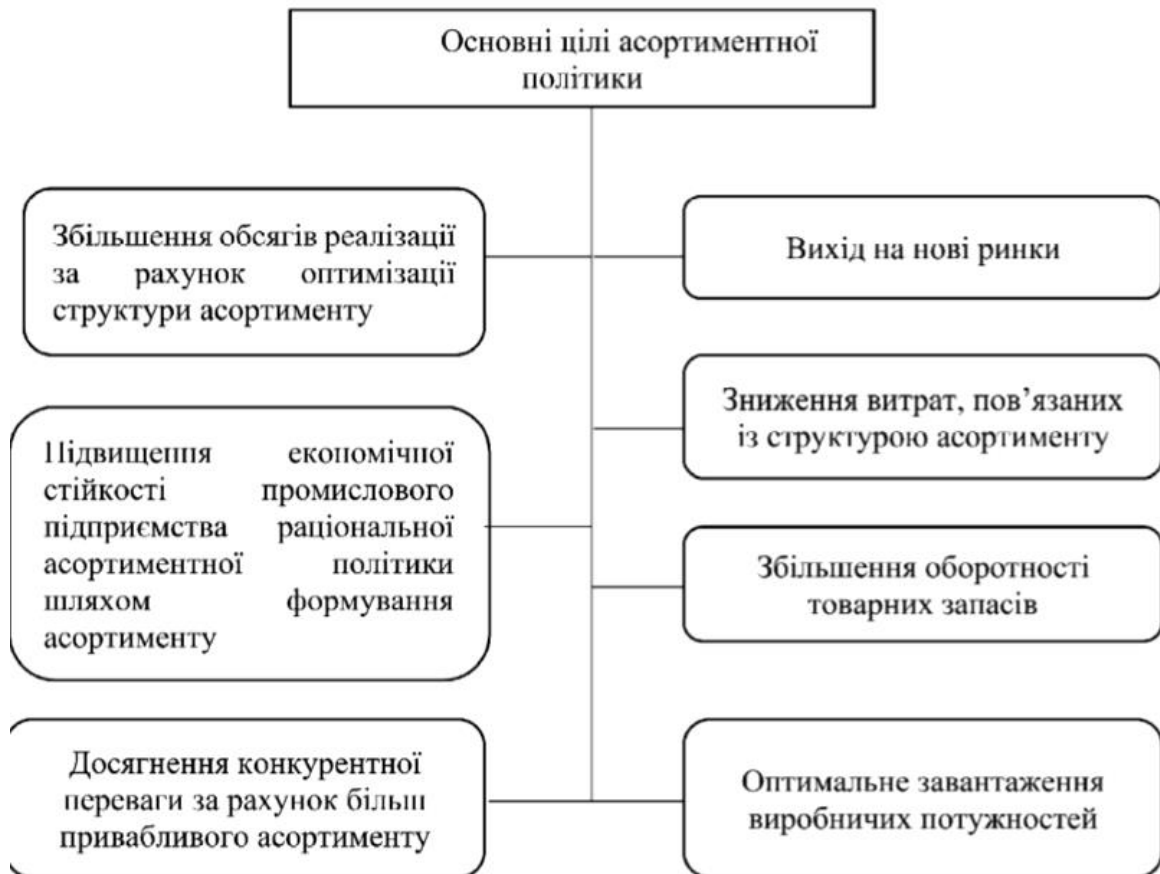 Основні цілі асортиментної
політики
Збільшення обсягів реалізації
за рахунок оптимізації
структури асортименту
Вихід на нові ринки
Підвищення економічної
стійкості промислового
підприємства раціональної
асортиментної політики
шляхом формування
асортименту
Зниження витрат, пов’язаних
із структурою асортименту
Збільшення оборотності
товарних запасів
Досягнення конкурентної
переваги за рахунок більш
привабливого асортименту
Оптимальне завантаження
виробничих потужностей